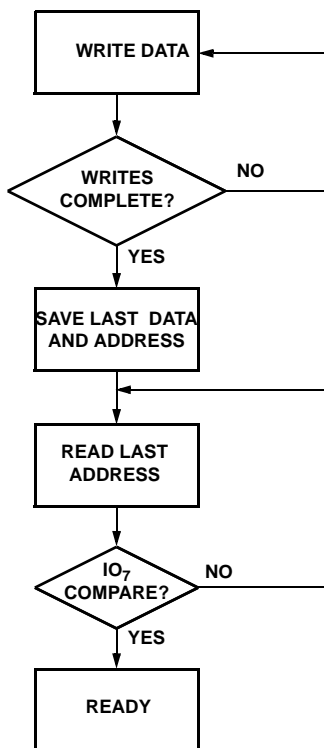 WRITE DATA
WRITES
COMPLETE?
NO
YES
SAVE LAST DATA
AND ADDRESS
READ LAST
ADDRESS
IO₇
COMPARE?
NO
YES
READY